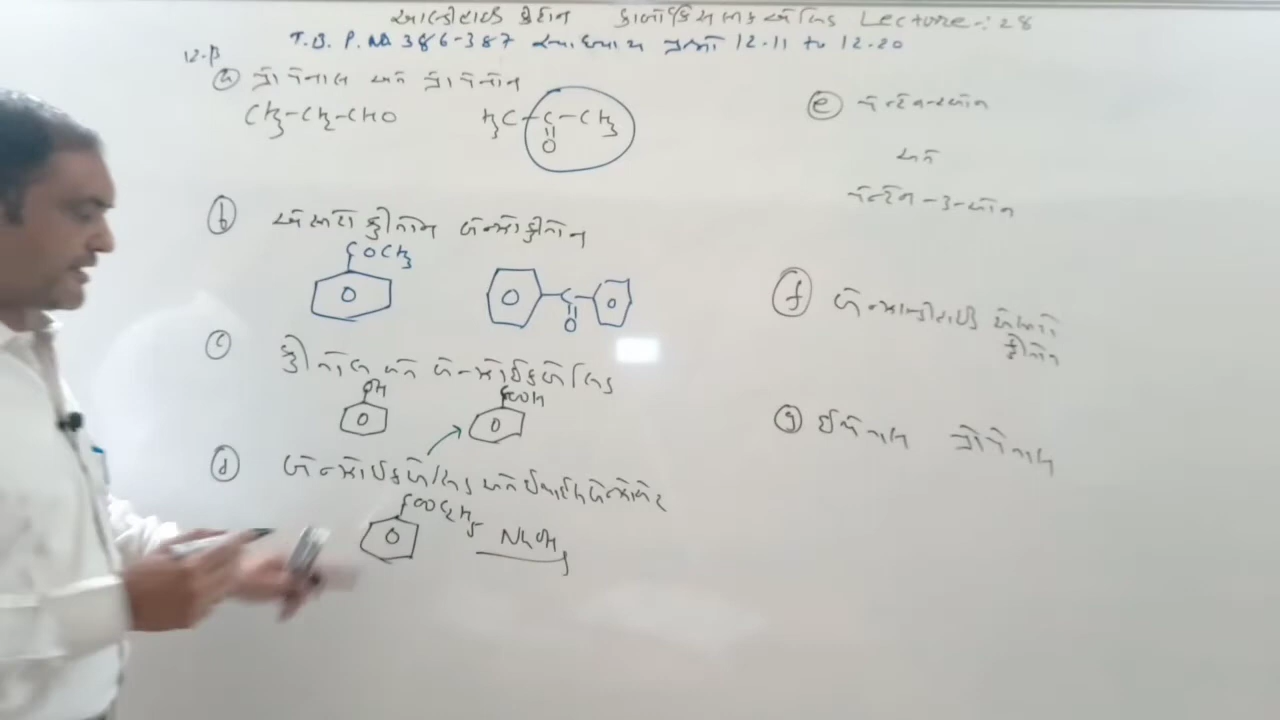 આલ્ડીહાઈડ કીટોન કાર્બોક્સિલિક એસિડ Lecture-:28
T.B. P.NO 386-387 સ્વાધ્યાય પ્રશ્નો 12.11 to 12.20
12.13
(a) પ્રોપેનાલ અને પ્રોપેનોન
CH3-CH2-CHO
H3C-C-CH3
O
(b) એસીટોફીનોન બેન્ઝોફીનોન
COCH3
C
O
(c) ફીનોલ અને બેન્ઝોઈક એસિડ
OH
COOH
(d) બેન્ઝોઈક એસિડ અને ઈથાઈલ બેન્ઝોએટ
COOC2H5
NaOH
(e) પેન્ટેન-2-ઓન
અને
પેન્ટેન-3-ઓન
(f) બેન્ઝાલ્ડીહાઈડ એસીટો
ફીનોન
(g) ઈથેનાલ પ્રોપેનાલ